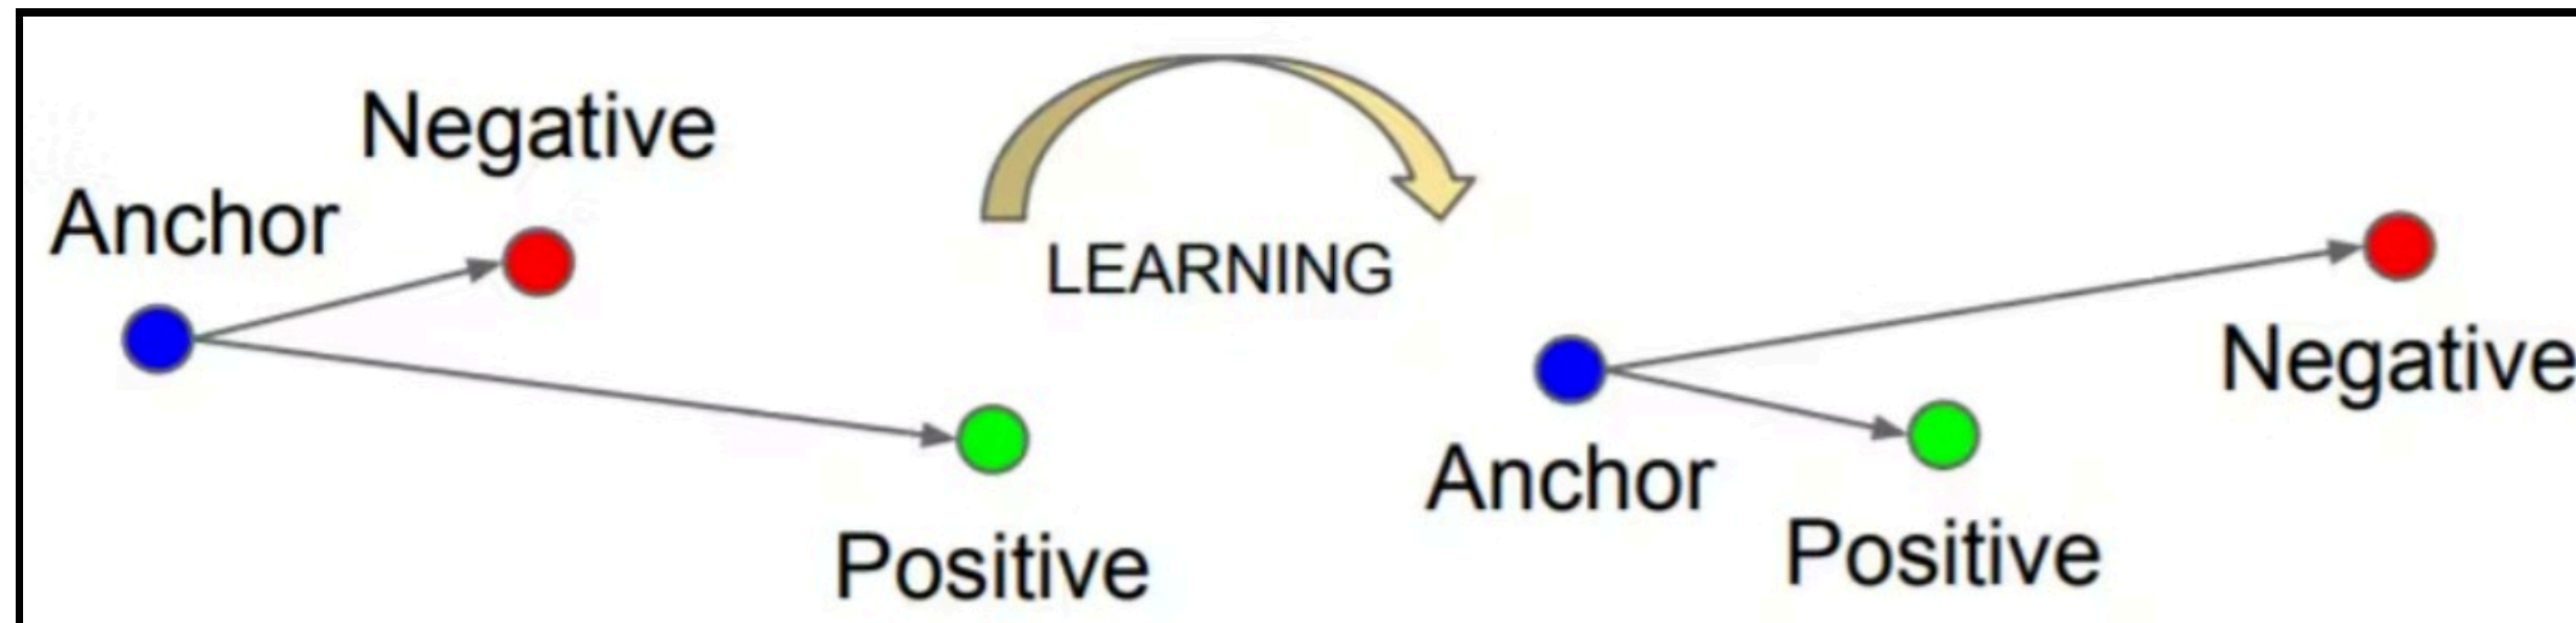 Negative
Anchor
Positive
LEARNING
Negative
Anchor
Positive